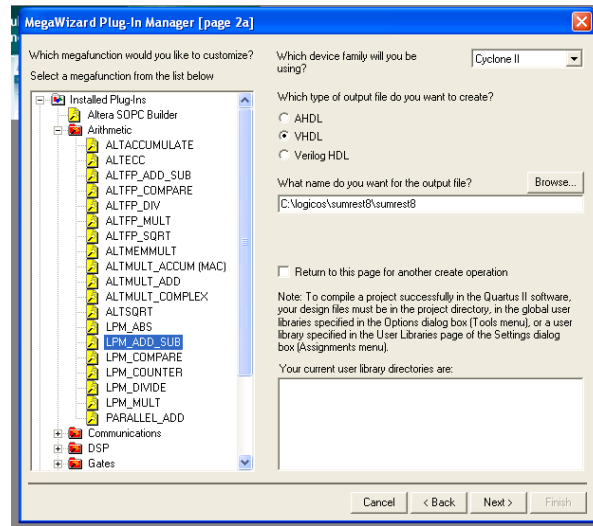 MegaWizard Plug-In Manager [page 2a]
Which megafunction would you like to customize?
Select a megafunction from the list below
Installed Plug-Ins
Altera SOPC Builder
Arithmetic
ALTACCUMULATE
ALTECC
ALTFP_ADD_SUB
ALTFP_COMPARE
ALTFP_DIV
ALTFP_MULT
ALTFP_SQRT
ALTMEMMULT
ALTMULT_ACCUM (MAC)
ALTMULT_ADD
ALTMULT_COMPLEX
ALTSQRT
LPM_ABS
LPM_ADD_SUB
LPM_COMPARE
LPM_COUNTER
LPM_DIVIDE
LPM_MULT
PARALLEL_ADD
Communications
DSP
Gates
Which device family will you be
using?
Cyclone II
Which type of output file do you want to create?
AHDL
VHDL
Verilog HDL
What name do you want for the output file?
Browse...
C:\logicos\sumrest8\sumrest8
Return to this page for another create operation
Note: To compile a project successfully in the Quartus II software,
your design files must be in the project directory, in the global user
libraries specified in the Options dialog box (Tools menu), or a user
library specified in the User Libraries page of the Settings dialog
box (Assignments menu).
Your current user library directories are:
Cancel
< Back
Next >
Finish